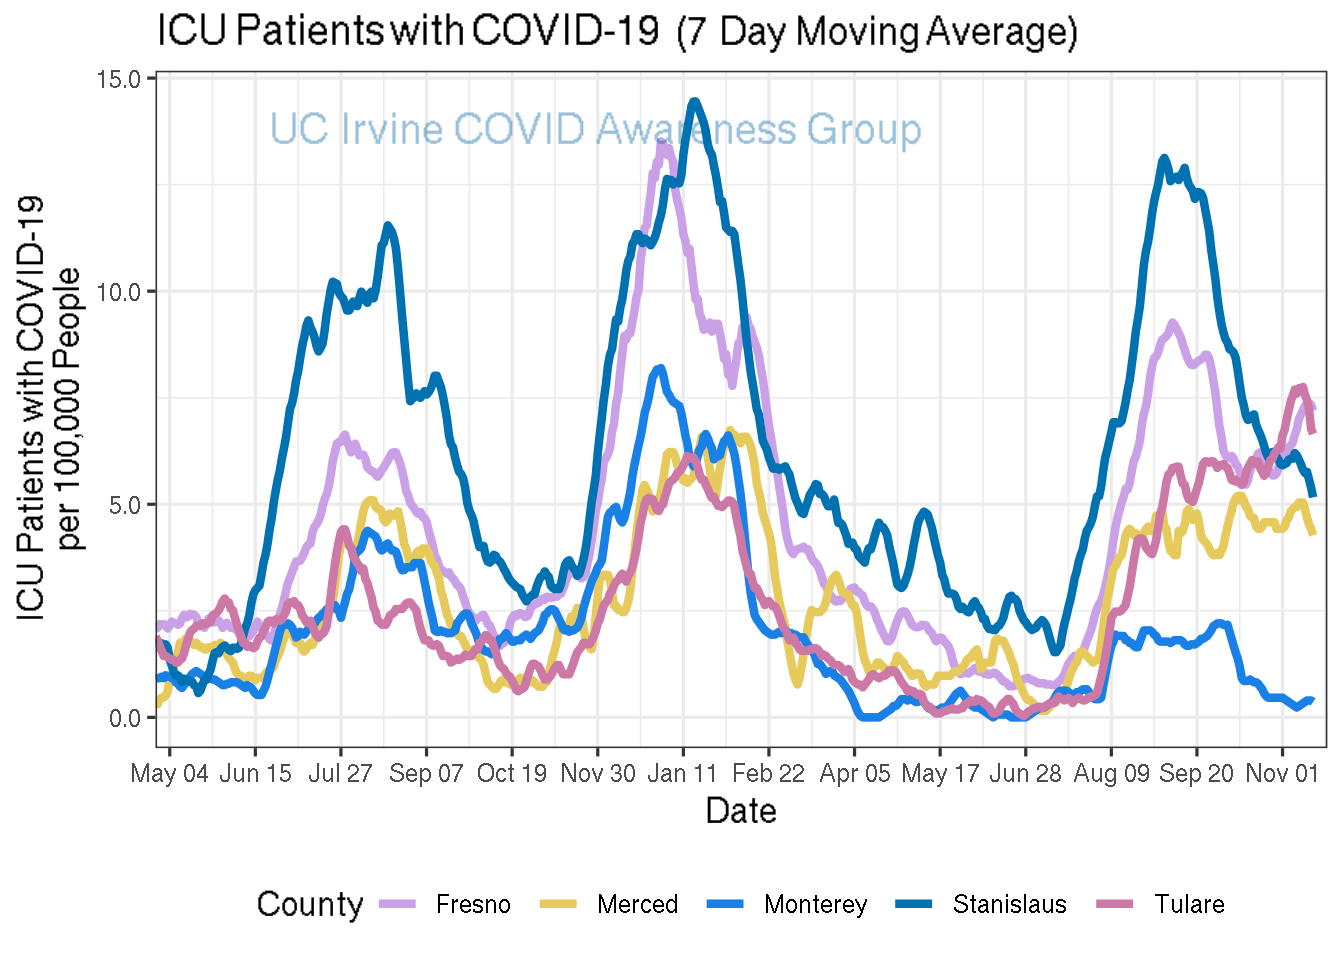 ICU Patients with COVID-19 (7 Day Moving Average)
UC Irvine COVID Awareness Group
ICU Patients with COVID-19
per 100,000 People
15.0
10.0
5.0
0.0
May 04 Jun 15 Jul 27 Sep 07 Oct 19 Nov 30 Jan 11 Feb 22 Apr 05 May 17 Jun 28 Aug 09 Sep 20 Nov 01
Date
County Fresno Merced Monterey Stanislaus Tulare